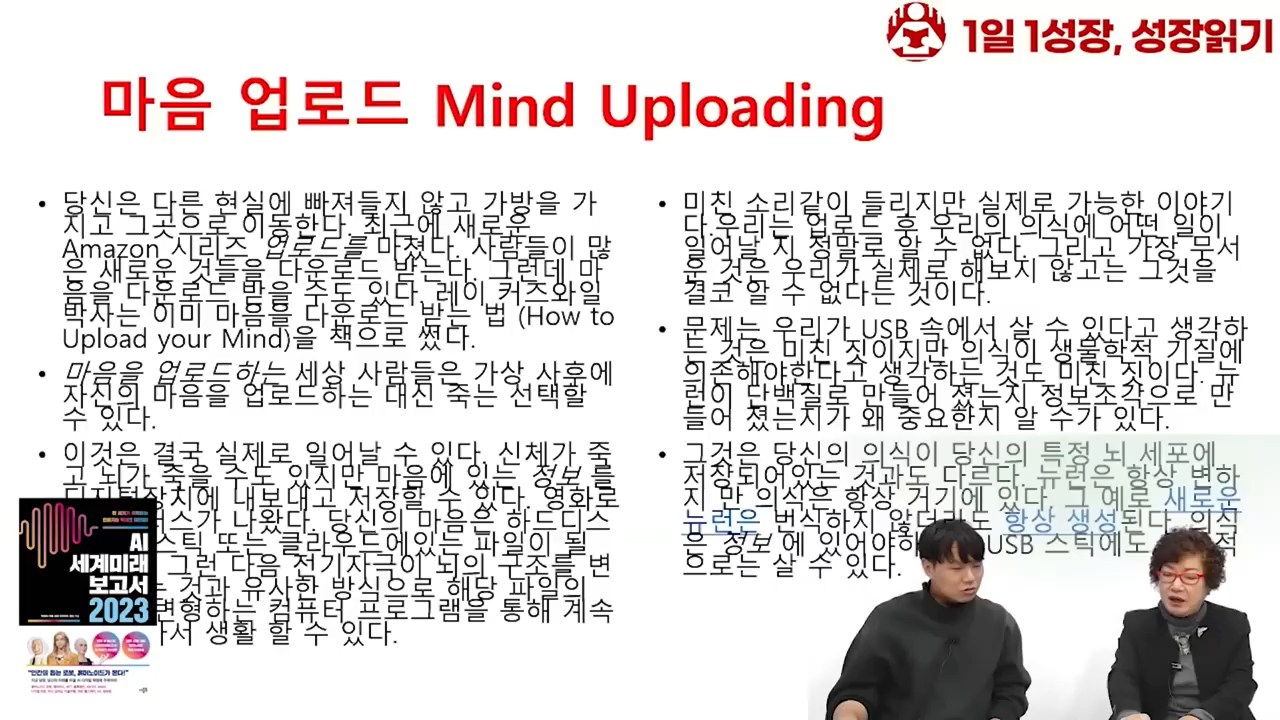 1일 1성장, 성장읽기
마음 업로드 Mind Uploading
• 당신은 다른 현실에 빠져들지 않고 가방을 가
지고 그곳으로 이동한다. 최근에 새로운
Amazon 시리즈 업로드를 마쳤다. 사람들이 많
은 새로운 것들을 다운로드 받는다. 그런데 마
음을 다운로드 받을 수도 있다. 레이 커즈와일
박사는 이미 마음을 다운로드 받는 법 (How to
Upload your Mind)을 책으로 썼다.
• 마음을 업로드하는 세상 사람들은 가상 사후에
자신의 마음을 업로드하는 대신 죽는 선택할
수 있다.
• 이것은 결국 실제로 일어날 수 있다. 신체가 죽
고 뇌가 죽을 수도 있지만 마음에 있는 정보 를
디지털장치에 내보내고 저장할 수 있다. 영화로
스가 나왔다. 당신의 마음은 하드디스
스틱 또는 클라우드에있는 파일이 될
그런 다음 전기자극이 뇌의 구조를 변
는 것과 유사한 방식으로 해당 파일의
변형하는 컴퓨터 프로그램을 통해 계속
서 생활 할 수 있다.
• 미친 소리같이 들리지만 실제로 가능한 이야기
다.우리는 업로드 후 우리의 의식에 어떤 일이
일어날 지 정말로 알 수 없다. 그리고 가장 무서
운 것은 우리가 실제로 해보지 않고는 그것을
결코 알 수 없다는 것이다.
• 문제는 우리가 USB 속에서 살 수 있다고 생각하
는 것은 미친 짓이지만 의식이 생물학적 기질에
의존해야한다고 생각하는 것도 미친 짓이다. 뉴
런이 단백질로 만들어 졌는지 정보조각으로 만
들어 졌는지가 왜 중요한지 알 수가 있다.
• 그것은 당신의 의식이 당신의 특정 뇌 세포에
저장되어있는 것과도 다르다. 뉴런은 항상 변하
지 만 의식은 항상 거기에 있다. 그 예로 새로운
뉴런은 번식하지 않더라도 항상 생성된다. 의식
은 정보 에 있어야하 USB 스틱에도 적
으로는 살 수 있다.
AI
세계미래
보고서
2023
"인간을 돕는 로봇, 휴머노이드가 온다!"